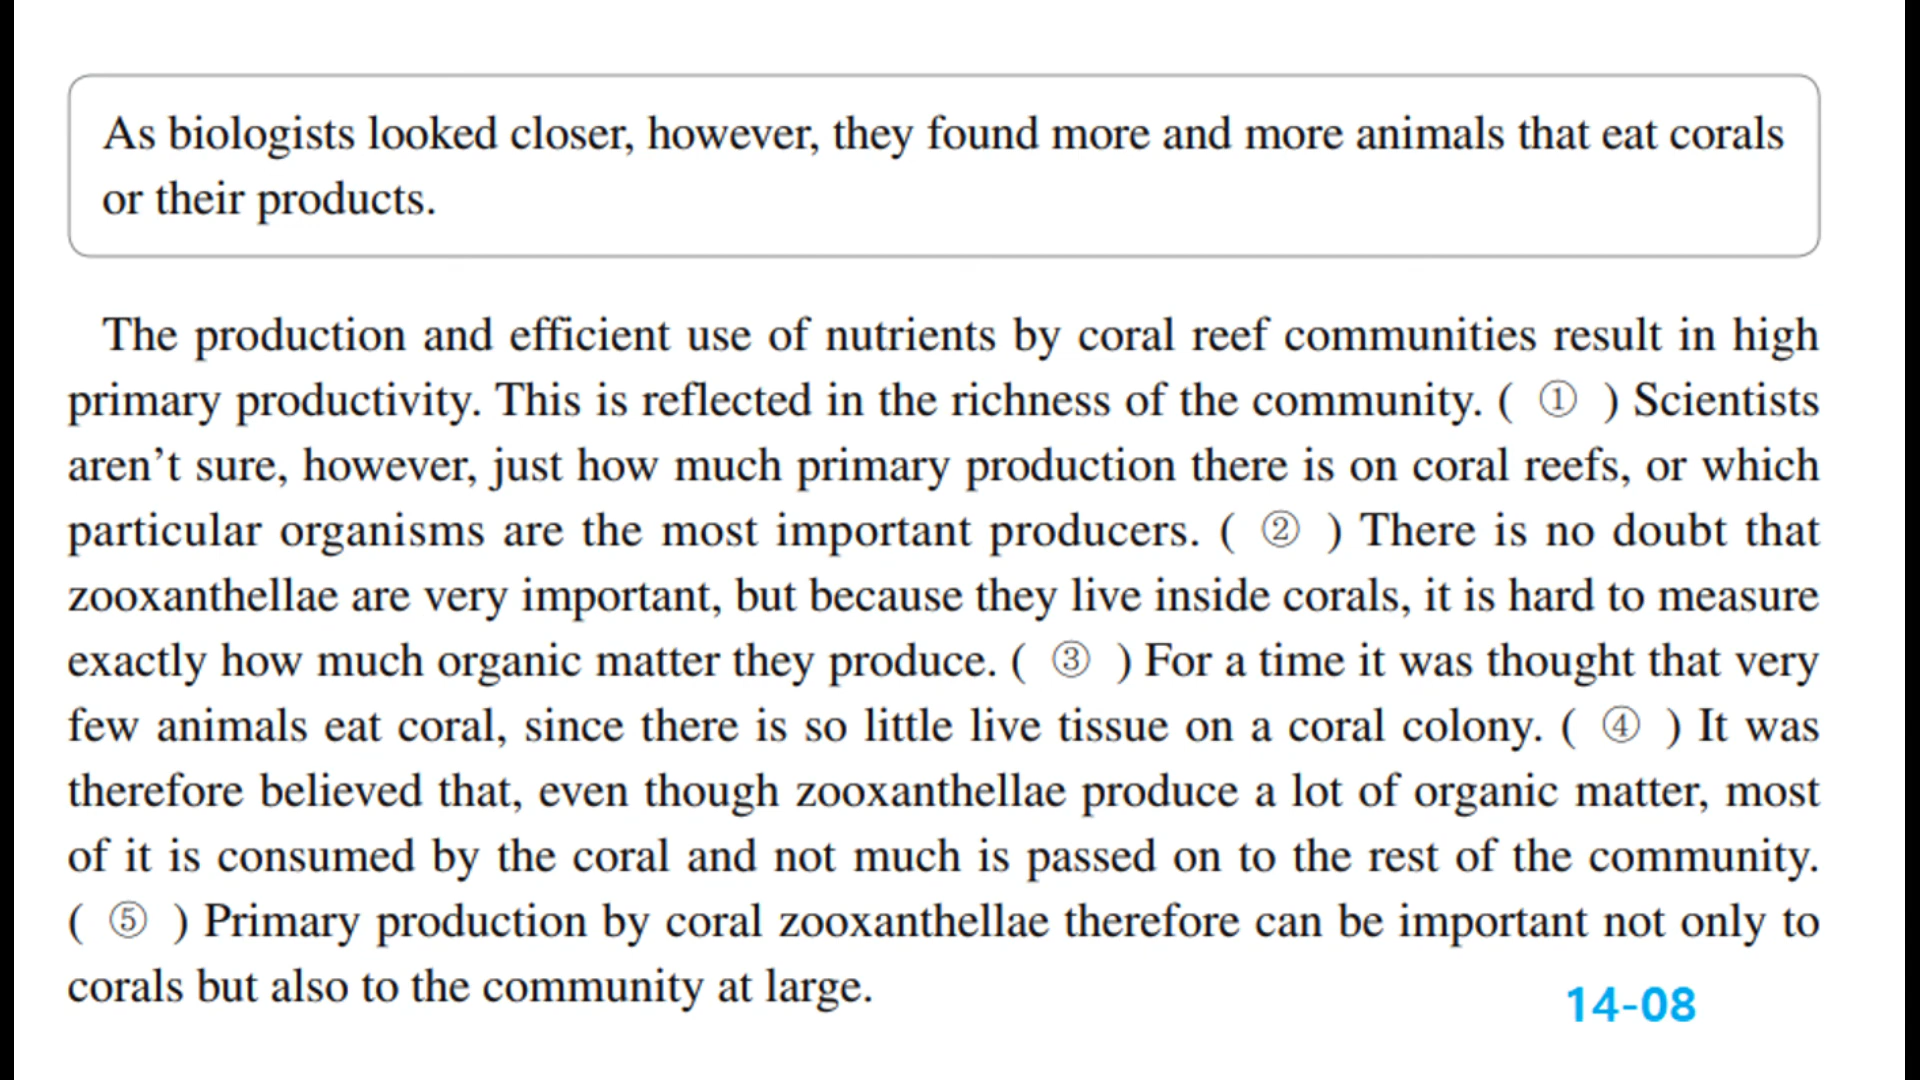 As biologists looked closer, however, they found more and more animals that eat corals
or their products.
The production and efficient use of nutrients by coral reef communities result in high
primary productivity. This is reflected in the richness of the community. ( ① ) Scientists
aren’t sure, however, just how much primary production there is on coral reefs, or which
particular organisms are the most important producers. ( ② ) There is no doubt that
zooxanthellae are very important, but because they live inside corals, it is hard to measure
exactly how much organic matter they produce. ( ③ ) For a time it was thought that very
few animals eat coral, since there is so little live tissue on a coral colony. ( ④ ) It was
therefore believed that, even though zooxanthellae produce a lot of organic matter, most
of it is consumed by the coral and not much is passed on to the rest of the community.
( ⑤ ) Primary production by coral zooxanthellae therefore can be important not only to
corals but also to the community at large.
14-08